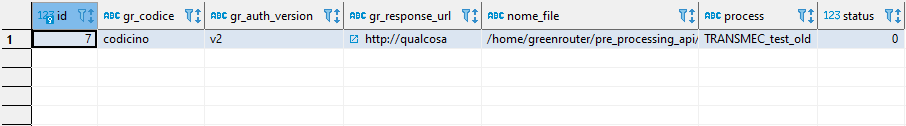 123 id ABC gr_codice ABC gr_auth_version ABC gr_response_url ABC nome_file ABC process 123 status
1 7 codicino v2 http://qualcosa /home/greenrouter/pre_processing_api/ TRANSMEC_test_old 0